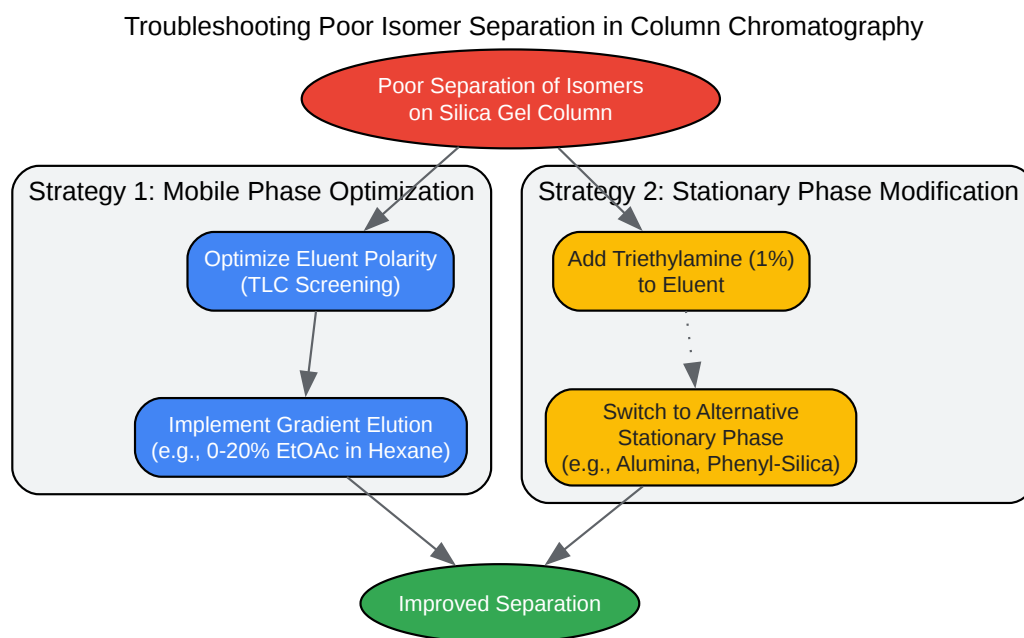 Troubleshooting Poor Isomer Separation in Column Chromatography
Poor Separation of Isomers
on Silica Gel Column
Strategy 1: Mobile Phase Optimization
Optimize Eluent Polarity
(TLC Screening)
Implement Gradient Elution
(e.g., 0-20% EtOAc in Hexane)
Strategy 2: Stationary Phase Modification
Add Triethylamine (1%)
to Eluent
Switch to Alternative
Stationary Phase
(e.g., Alumina, Phenyl-Silica)
Improved Separation